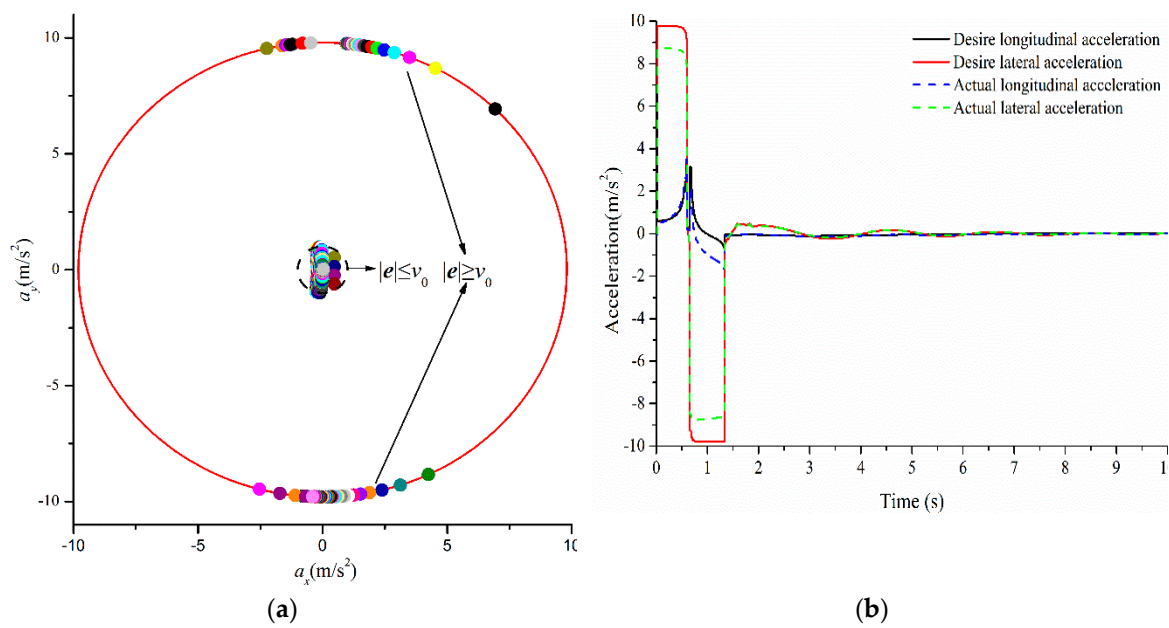 10
5
0
-5
-10
a_y(m/s²)
-10 -5 0 5 10
a_x(m/s²)
|e|≤v₀ |e|≥v₀
(a)
10
8
6
4
2
0
-2
-4
-6
-8
-10
Acceleration(m/s²)
0 1 2 3 4 5 6 7 8 9 10
Time (s)
Desire longitudinal acceleration
Desire lateral acceleration
Actual longitudinal acceleration
Actual lateral acceleration
(b)